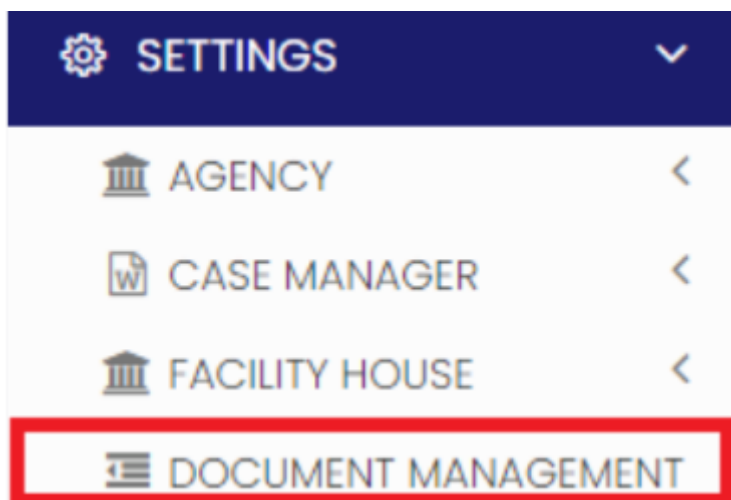 SETTINGS
AGENCY
CASE MANAGER
FACILITY HOUSE
DOCUMENT MANAGEMENT